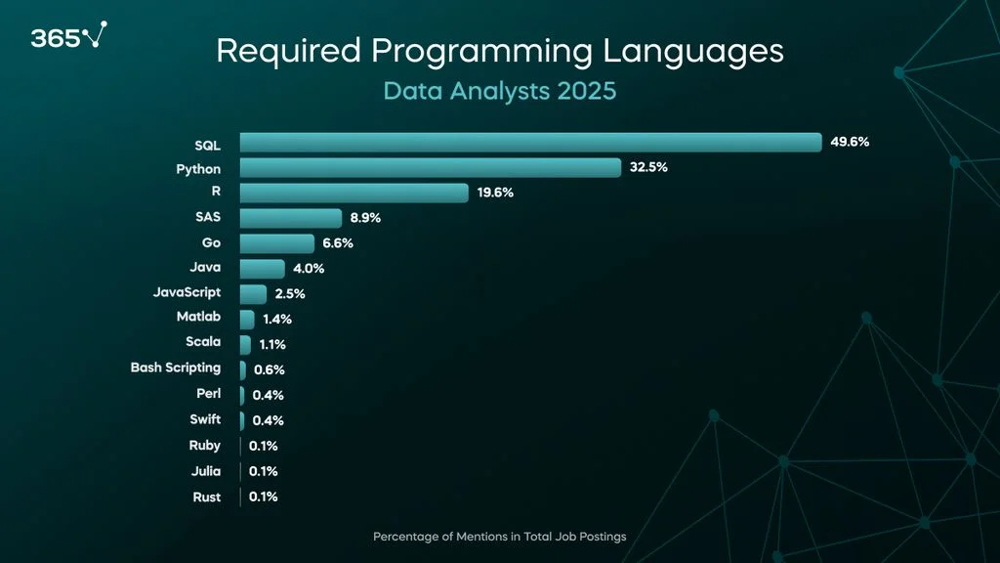 365
Required Programming Languages
Data Analysts 2025
SQL 49.6%
Python 32.5%
R 19.6%
SAS 8.9%
Go 6.6%
Java 4.0%
JavaScript 2.5%
Matlab 1.4%
Scala 1.1%
Bash Scripting 0.6%
Perl 0.4%
Swift 0.4%
Ruby 0.1%
Julia 0.1%
Rust 0.1%
Percentage of Mentions in Total Job Postings